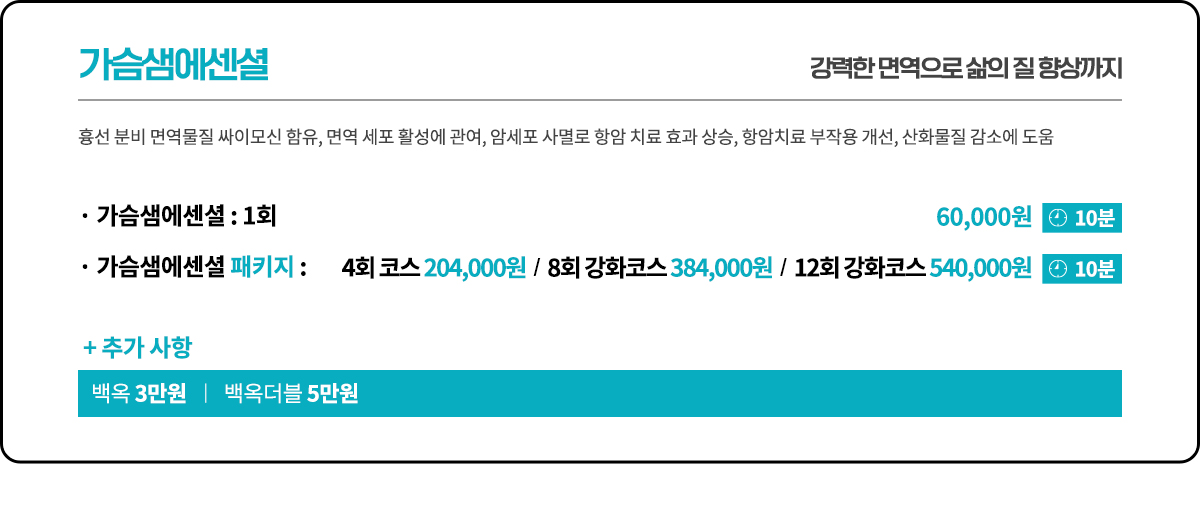 가슴샘에센셜
강력한 면역으로 삶의 질 향상까지
흉선 분비 면역물질 싸이모신 함유, 면역 세포 활성에 관여, 암세포 사멸로 항암 치료 효과 상승, 항암치료 부작용 개선, 산화물질 감소에 도움
· 가슴샘에센셜 : 1회 60,000원 10분
· 가슴샘에센셜 패키지 : 4회 코스 204,000원 / 8회 강화코스 384,000원 / 12회 강화코스 540,000원 10분
+ 추가 사항
백옥 3만원 | 백옥더블 5만원